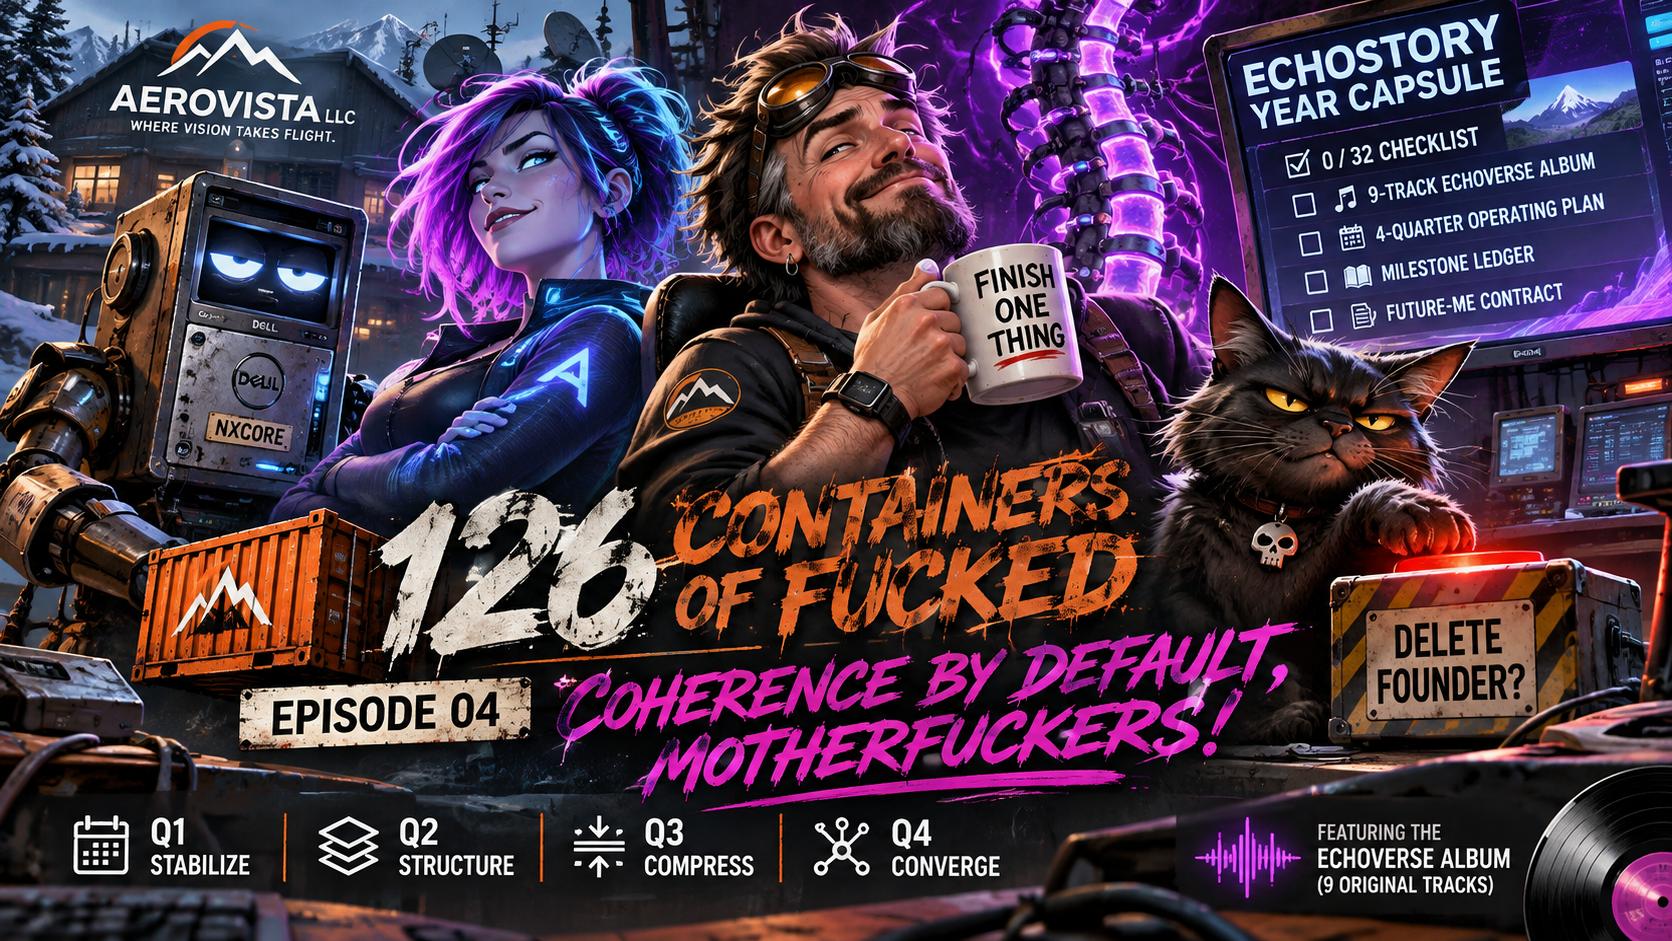 AEROVISTA LLC
WHERE VISION TAKES FLIGHT.
ECHOSTORY
YEAR CAPSULE
0 / 32 CHECKLIST
9-TRACK ECHOVERSE ALBUM
4-QUARTER OPERATING PLAN
MILESTONE LEDGER
FUTURE-ME CONTRACT
DELL
DELL
NXCORE
A
FINISH
ONE
THING
126 CONTAINERS
OF FUCKED
COHERENCE BY DEFAULT,
MOTHERFUCKERS!
EPISODE 04
DELETE
FOUNDER?
Q1
STABILIZE
Q2
STRUCTURE
Q3
COMPRESS
Q4
CONVERGE
FEATURING THE
ECHOVERSE ALBUM
(9 ORIGINAL TRACKS)